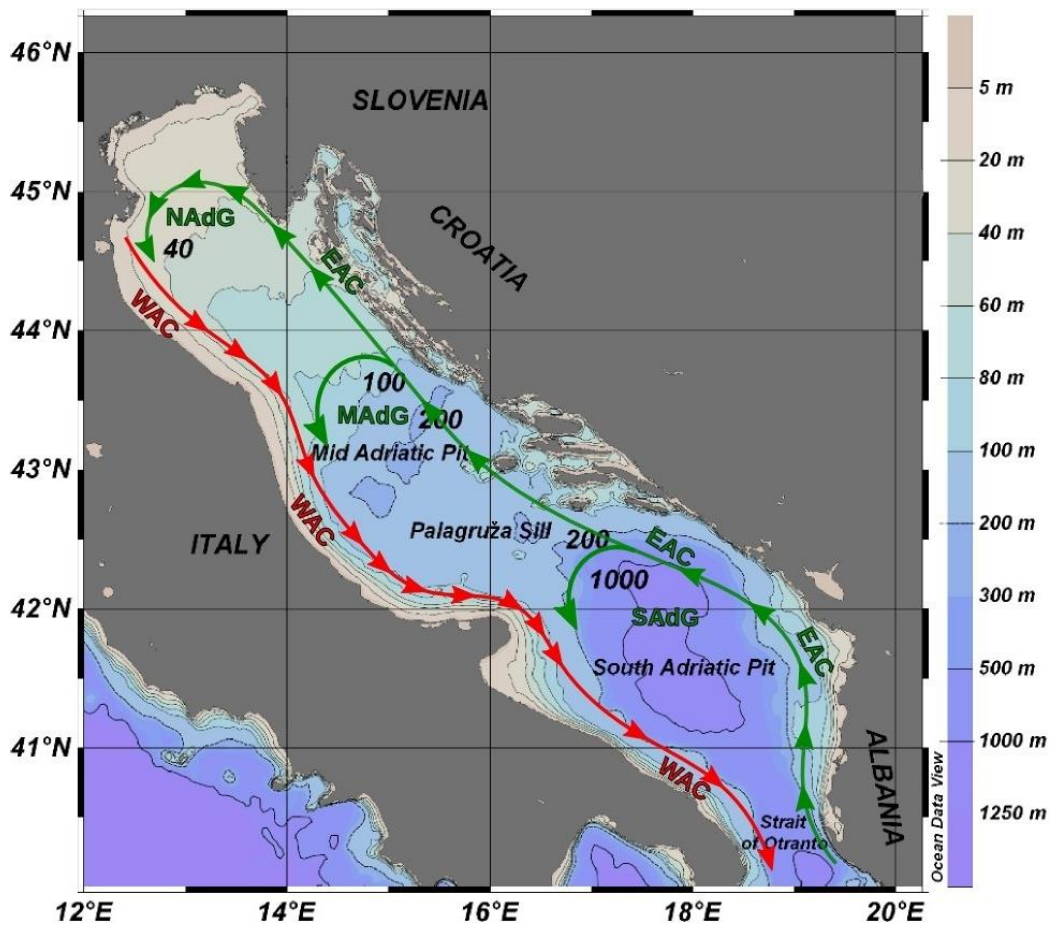 46°N
45°N
44°N
43°N
42°N
41°N
12°E
14°E
16°E
18°E
20°E
SLOVENIA
CROATIA
ITALY
ALBANIA
NAdG
40
EAC
WAC
100
MAdG
200
Mid Adriatic Pit
WAC
Palagruža Sill
200
EAC
1000
SAdG
EAC
South Adriatic Pit
WAC
Strait
of Otranto
Ocean Data View
5 m
20 m
40 m
60 m
80 m
100 m
200 m
300 m
500 m
1000 m
1250 m